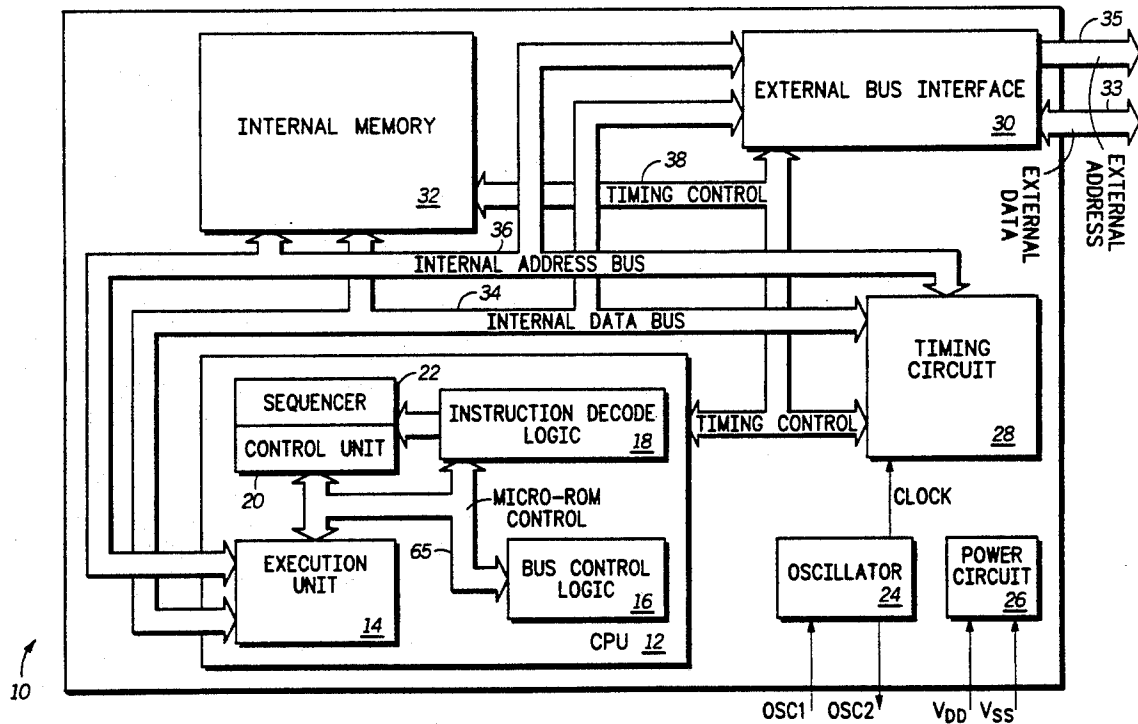 35
INTERNAL MEMORY
32
EXTERNAL BUS INTERFACE
30
33
38
TIMING CONTROL
EXTERNAL
DATA
EXTERNAL
ADDRESS
36
INTERNAL ADDRESS BUS
34
INTERNAL DATA BUS
TIMING
CIRCUIT
28
22
SEQUENCER
CONTROL UNIT
20
INSTRUCTION DECODE
LOGIC
18
TIMING CONTROL
MICRO-ROM
CONTROL
CLOCK
65
EXECUTION
UNIT
14
BUS CONTROL
LOGIC
16
CPU 12
OSCILLATOR
24
POWER
CIRCUIT
26
10
OSC1 OSC2 VDD VSS